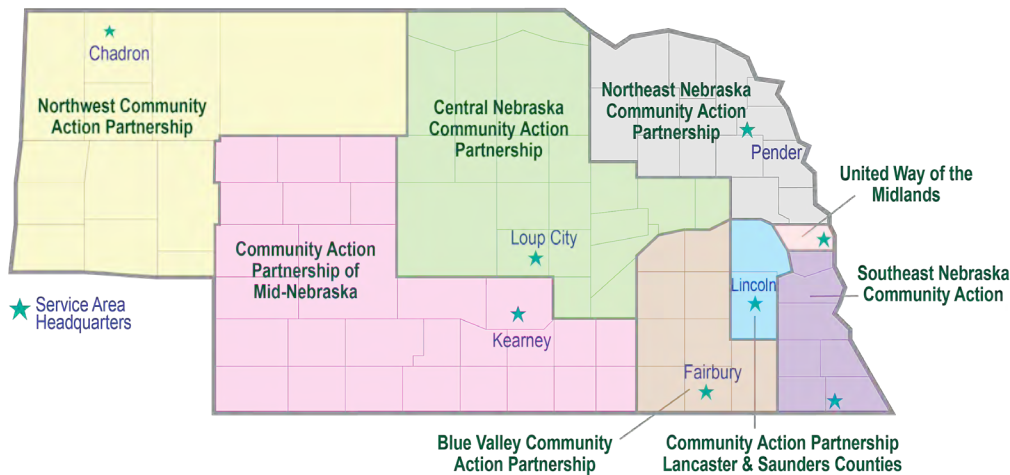 Chadron
Northwest Community
Action Partnership
Central Nebraska
Community Action
Partnership
Northeast Nebraska
Community Action
Partnership
Pender
United Way of the
Midlands
Community Action
Partnership of
Mid-Nebraska
Loup City
Southeast Nebraska
Community Action
Lincoln
Service Area
Headquarters
Kearney
Fairbury
Blue Valley Community
Action Partnership
Community Action Partnership
Lancaster & Saunders Counties